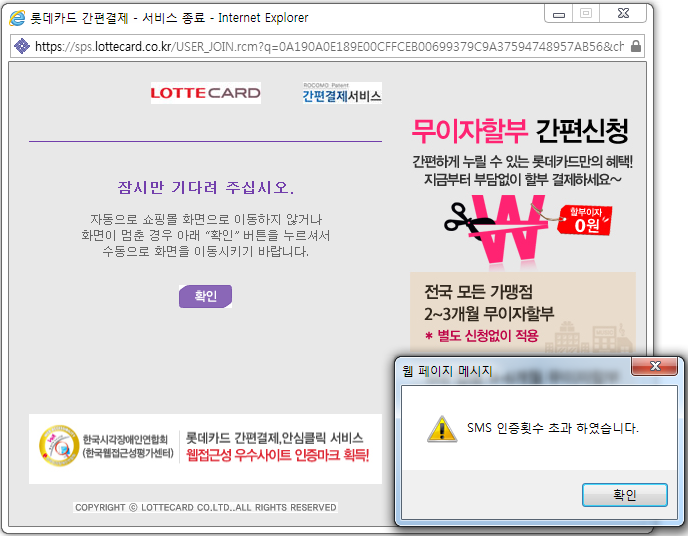 롯데카드 간편결제 - 서비스 종료 - Internet Explorer
https://sps.lottecard.co.kr/USER_JOIN.rcm?q=0A190A0E189E00CFFCEB00699379C9A37594748957AB56&ch
LOTTE CARD
ROCOMO Patent
간편결제서비스
잠시만 기다려 주십시오.
자동으로 쇼핑몰 화면으로 이동하지 않거나
화면이 멈춘 경우 아래 “확인” 버튼을 누르셔서
수동으로 화면을 이동시키기 바랍니다.
확인
무이자할부 간편신청
간편하게 누릴 수 있는 롯데카드만의 혜택!
지금부터 부담없이 할부 결제하세요~
할부이자
0원
전국 모든 가맹점
2~3개월 무이자할부
* 별도 신청없이 적용
웹 페이지 메시지
SMS 인증횟수 초과 하였습니다.
확인
한국시각장애인연합회
(한국웹접근성평가센터)
롯데카드 간편결제,안심클릭 서비스
웹접근성 우수사이트 인증마크 획득!
COPYRIGHT ⓒ LOTTECARD CO.LTD..ALL RIGHTS RESERVED